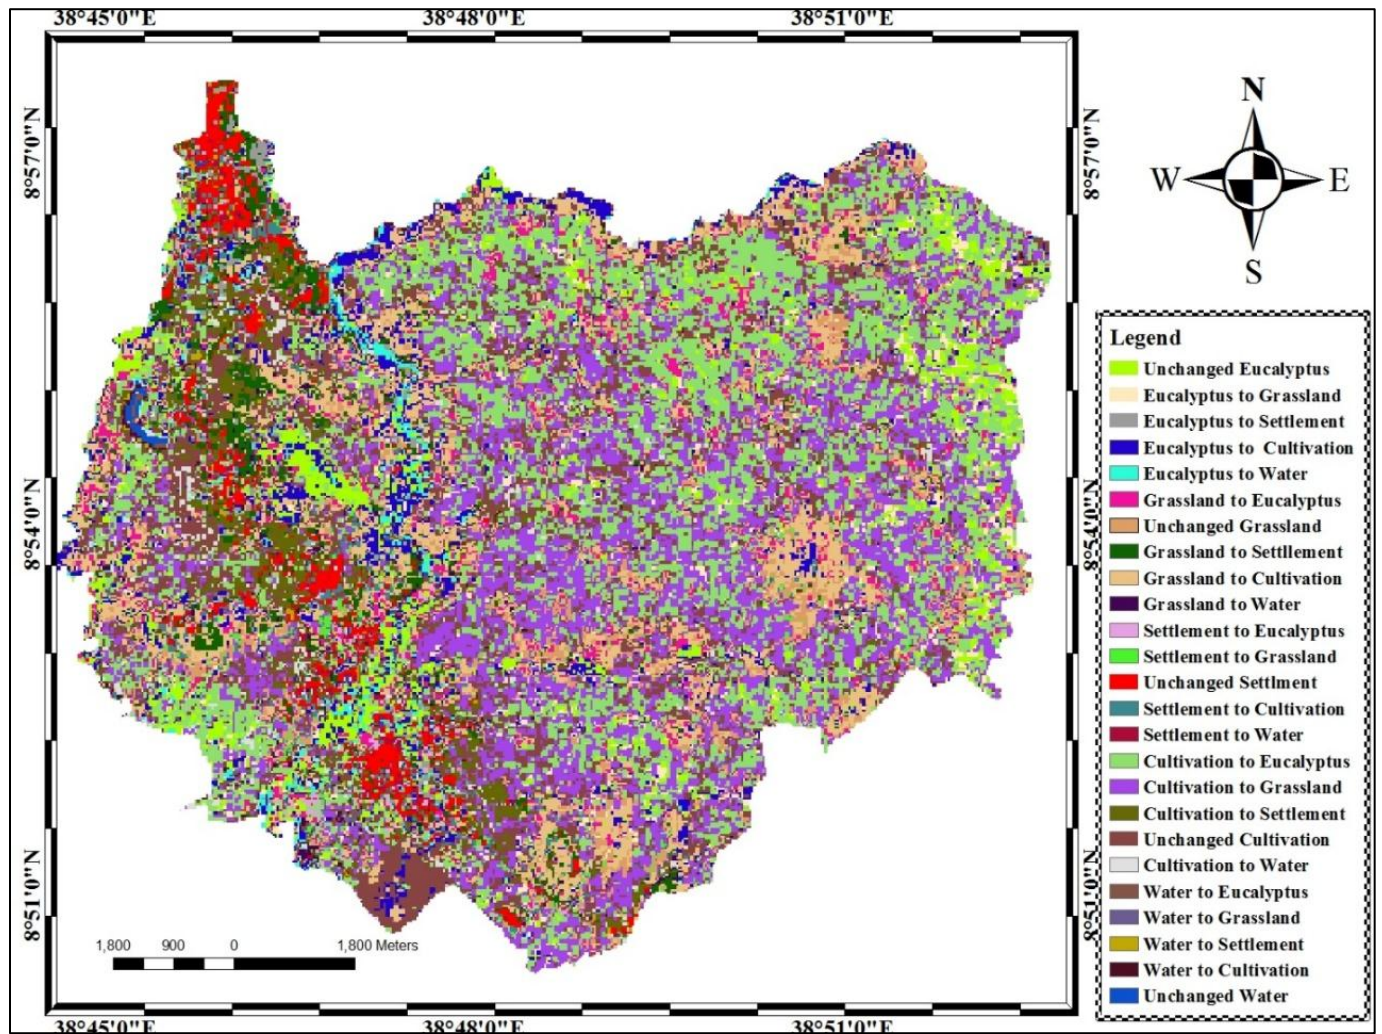 38°45'0"E 38°48'0"E 38°51'0"E
8°57'0"N
8°57'0"N
8°54'0"N
8°54'0"N
8°51'0"N
8°51'0"N
N
W E
S
Legend
Unchanged Eucalyptus
Eucalyptus to Grassland
Eucalyptus to Settlement
Eucalyptus to Cultivation
Eucalyptus to Water
Grassland to Eucalyptus
Unchanged Grassland
Grassland to Settllement
Grassland to Cultivation
Grassland to Water
Settlement to Eucalyptus
Settlement to Grassland
Unchanged Settlment
Settlement to Cultivation
Settlement to Water
Cultivation to Eucalyptus
Cultivation to Grassland
Cultivation to Settlement
Unchanged Cultivation
Cultivation to Water
Water to Eucalyptus
Water to Grassland
Water to Settlement
Water to Cultivation
Unchanged Water
1,800 900 0 1,800 Meters
38°45'0"E 38°48'0"E 38°51'0"E